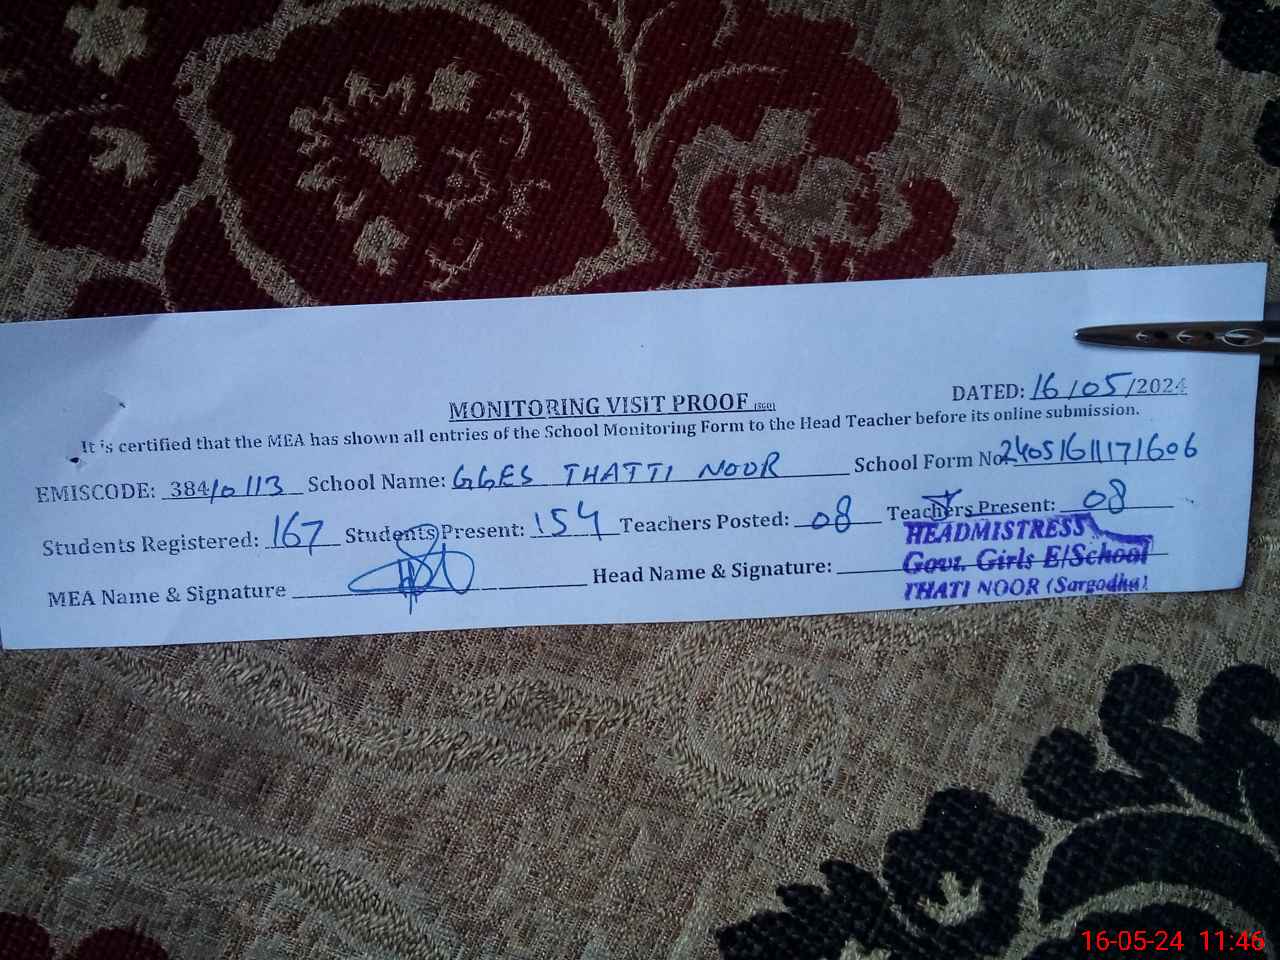 DATED: 16/05/2024
MONITORING VISIT PROOF (SGD)
It is certified that the MEA has shown all entries of the School Monitoring Form to the Head Teacher before its online submission.
EMISCODE: 384/0113 School Name: GGES THATTI NOOR School Form No. 24051611171606
Students Registered: 167 Students Present: 154 Teachers Posted: 08 Teachers Present: 08
MEA Name & Signature Head Name & Signature:
HEADMISTRESS
Govt. Girls E/School
THATI NOOR (Sargodha)
16-05-24 11:46